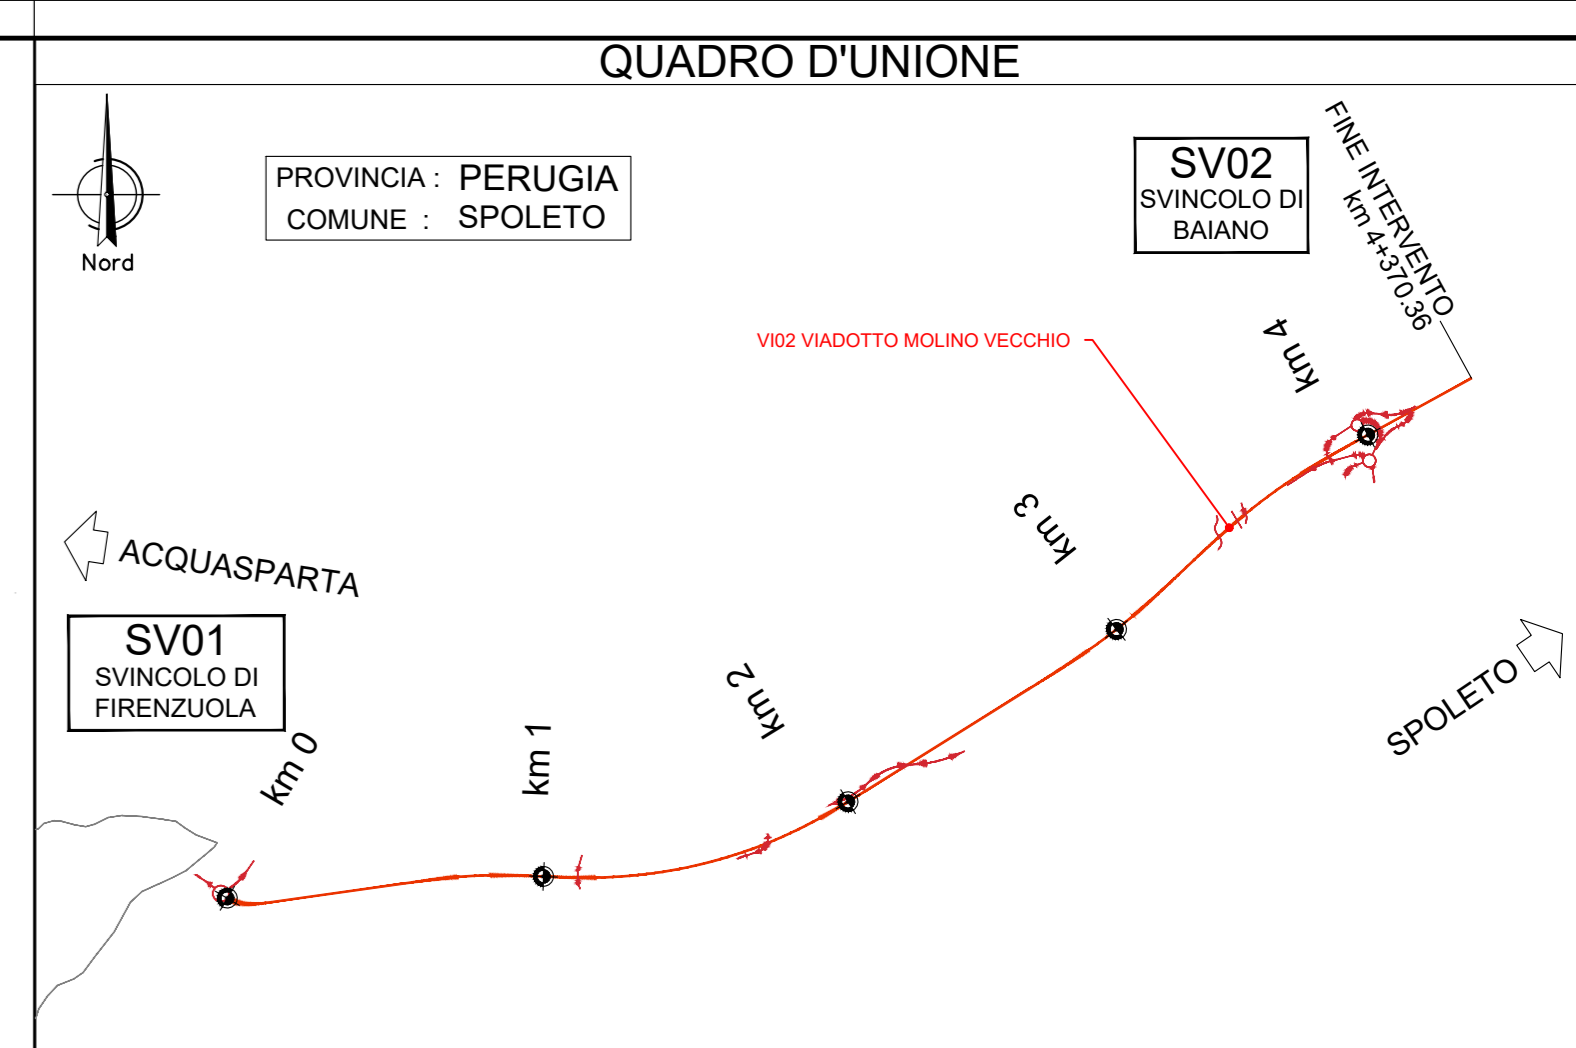 QUADRO D'UNIONE
Nord
PROVINCIA : PERUGIA
COMUNE : SPOLETO
SV02
SVINCOLO DI
BAIANO
FINE INTERVENTO
km 4+370.36
VI02 VIADOTTO MOLINO VECCHIO
km 4
km 3
ACQUASPARTA
SV01
SVINCOLO DI
FIRENZUOLA
km 2
km 1
km 0
SPOLETO